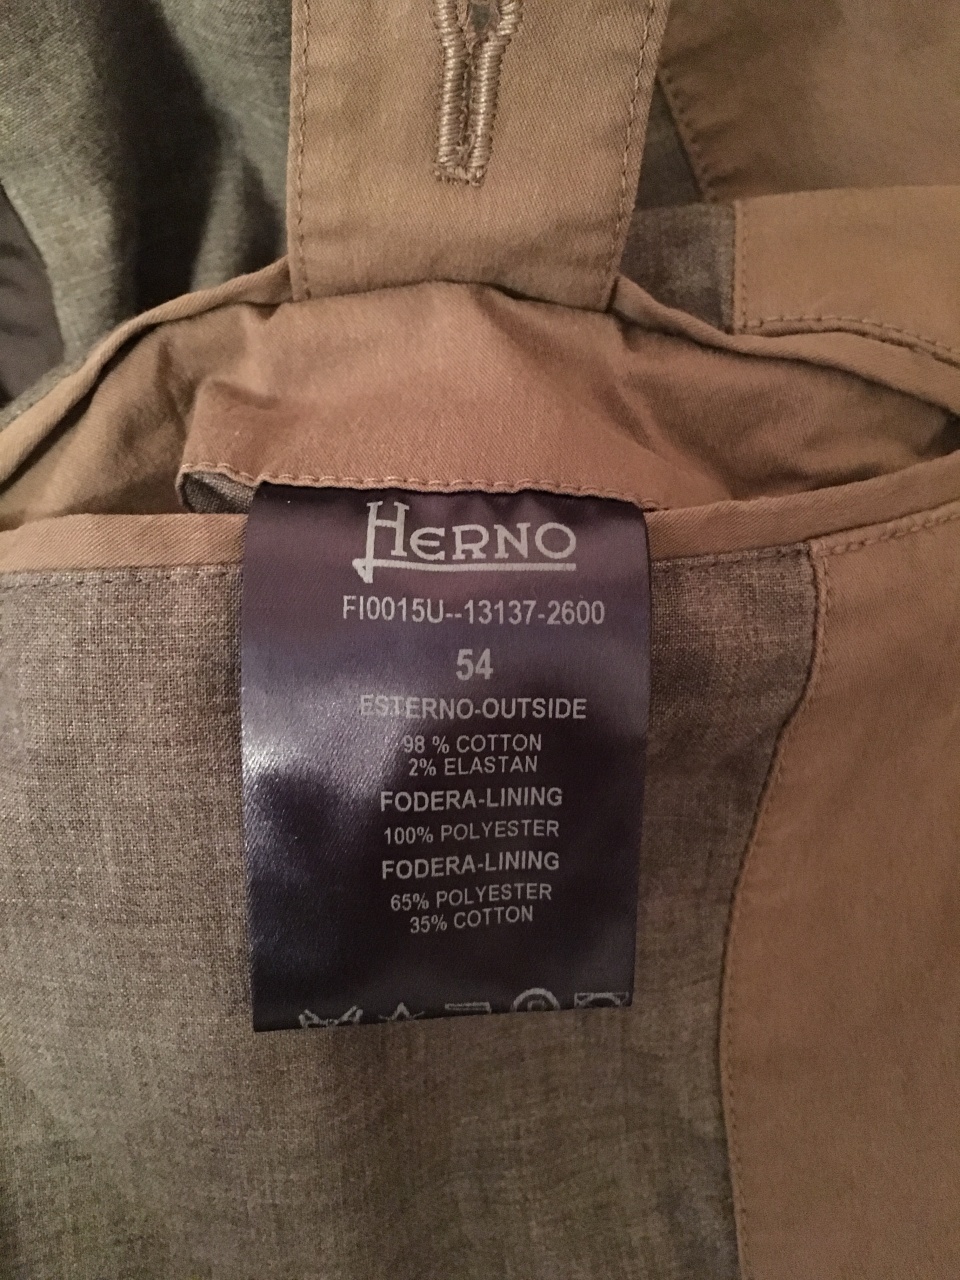 HERNO
FI0015U--13137-2600
54
ESTERNO-OUTSIDE
98 % COTTON
2% ELASTAN
FODERA-LINING
100% POLYESTER
FODERA-LINING
65% POLYESTER
35% COTTON